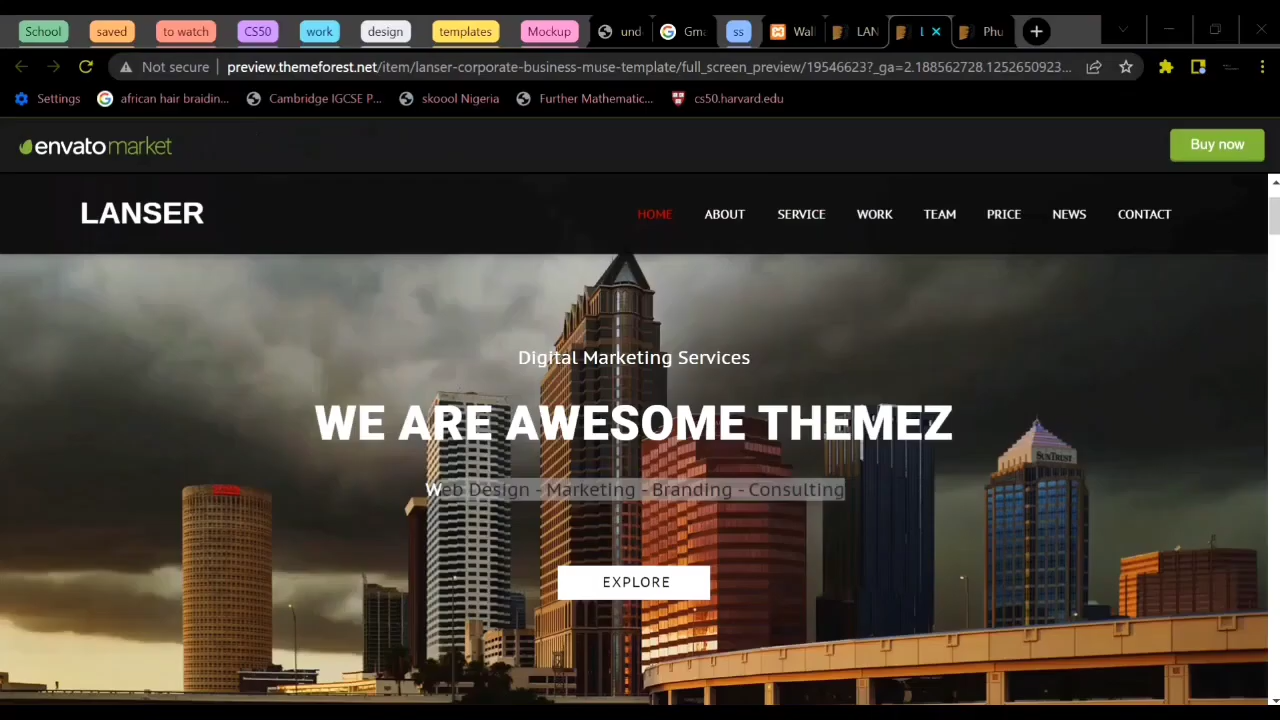 School saved to watch CS50 work design templates Mockup und Gma ss Wall LAN L Phu
Not secure preview.themeforest.net/item/lanser-corporate-business-muse-template/full_screen_preview/19546623?_ga=2.188562728.1252650923...
Settings african hair braidin... Cambridge IGCSE P... skoool Nigeria Further Mathematic... cs50.harvard.edu
envatomarket Buy now
LANSER HOME ABOUT SERVICE WORK TEAM PRICE NEWS CONTACT
Digital Marketing Services
WE ARE AWESOME THEMEZ
SUNTRUST
Web Design - Marketing - Branding - Consulting
EXPLORE